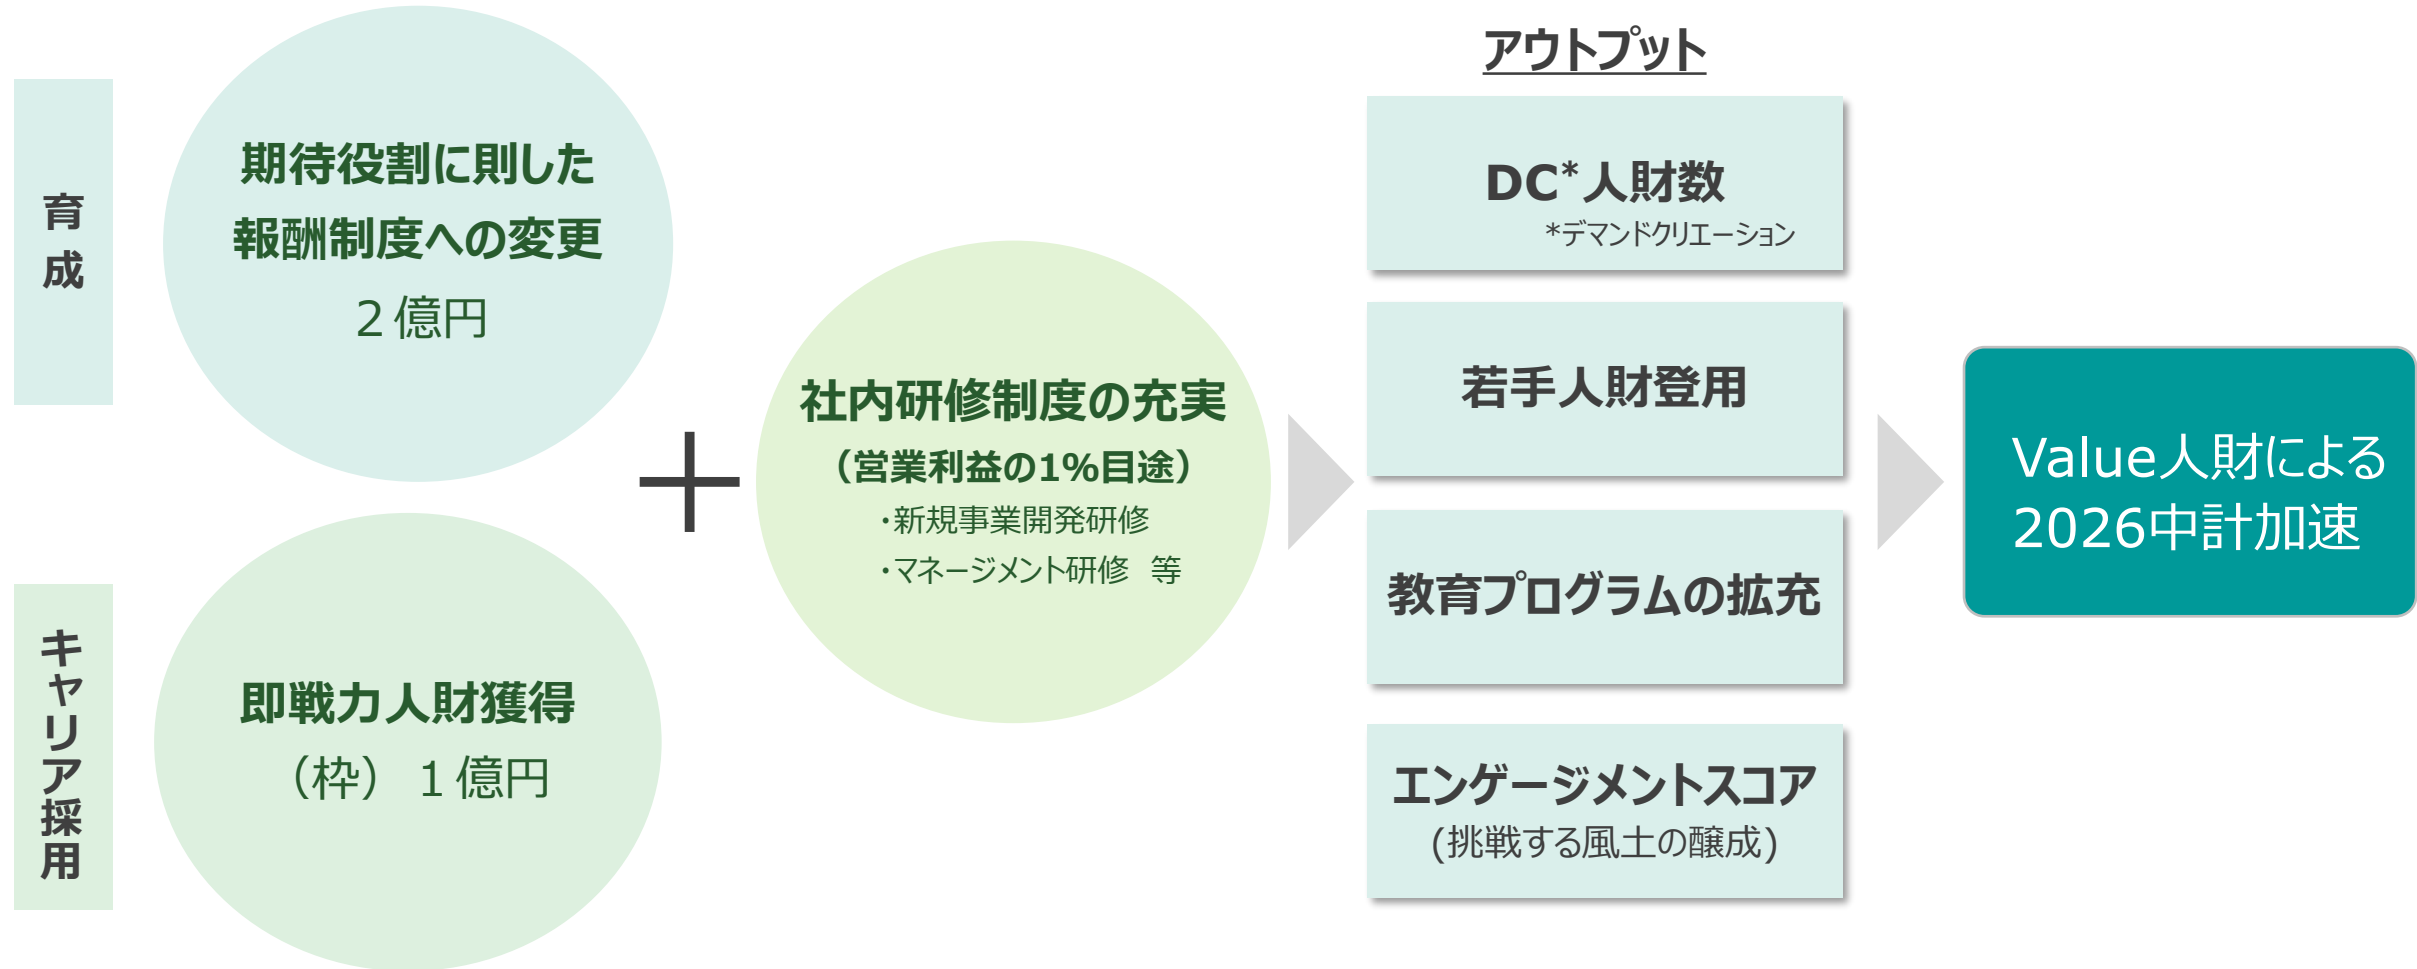 育成
期待役割に則した
報酬制度への変更
２億円
キャリア採用
即戦力人財獲得
（枠）１億円
＋
社内研修制度の充実
（営業利益の1%目途）
・新規事業開発研修
・マネージメント研修　等
アウトプット
DC*人財数
*デマンドクリエーション
若手人財登用
教育プログラムの拡充
エンゲージメントスコア
(挑戦する風土の醸成)
Value人財による
2026中計加速